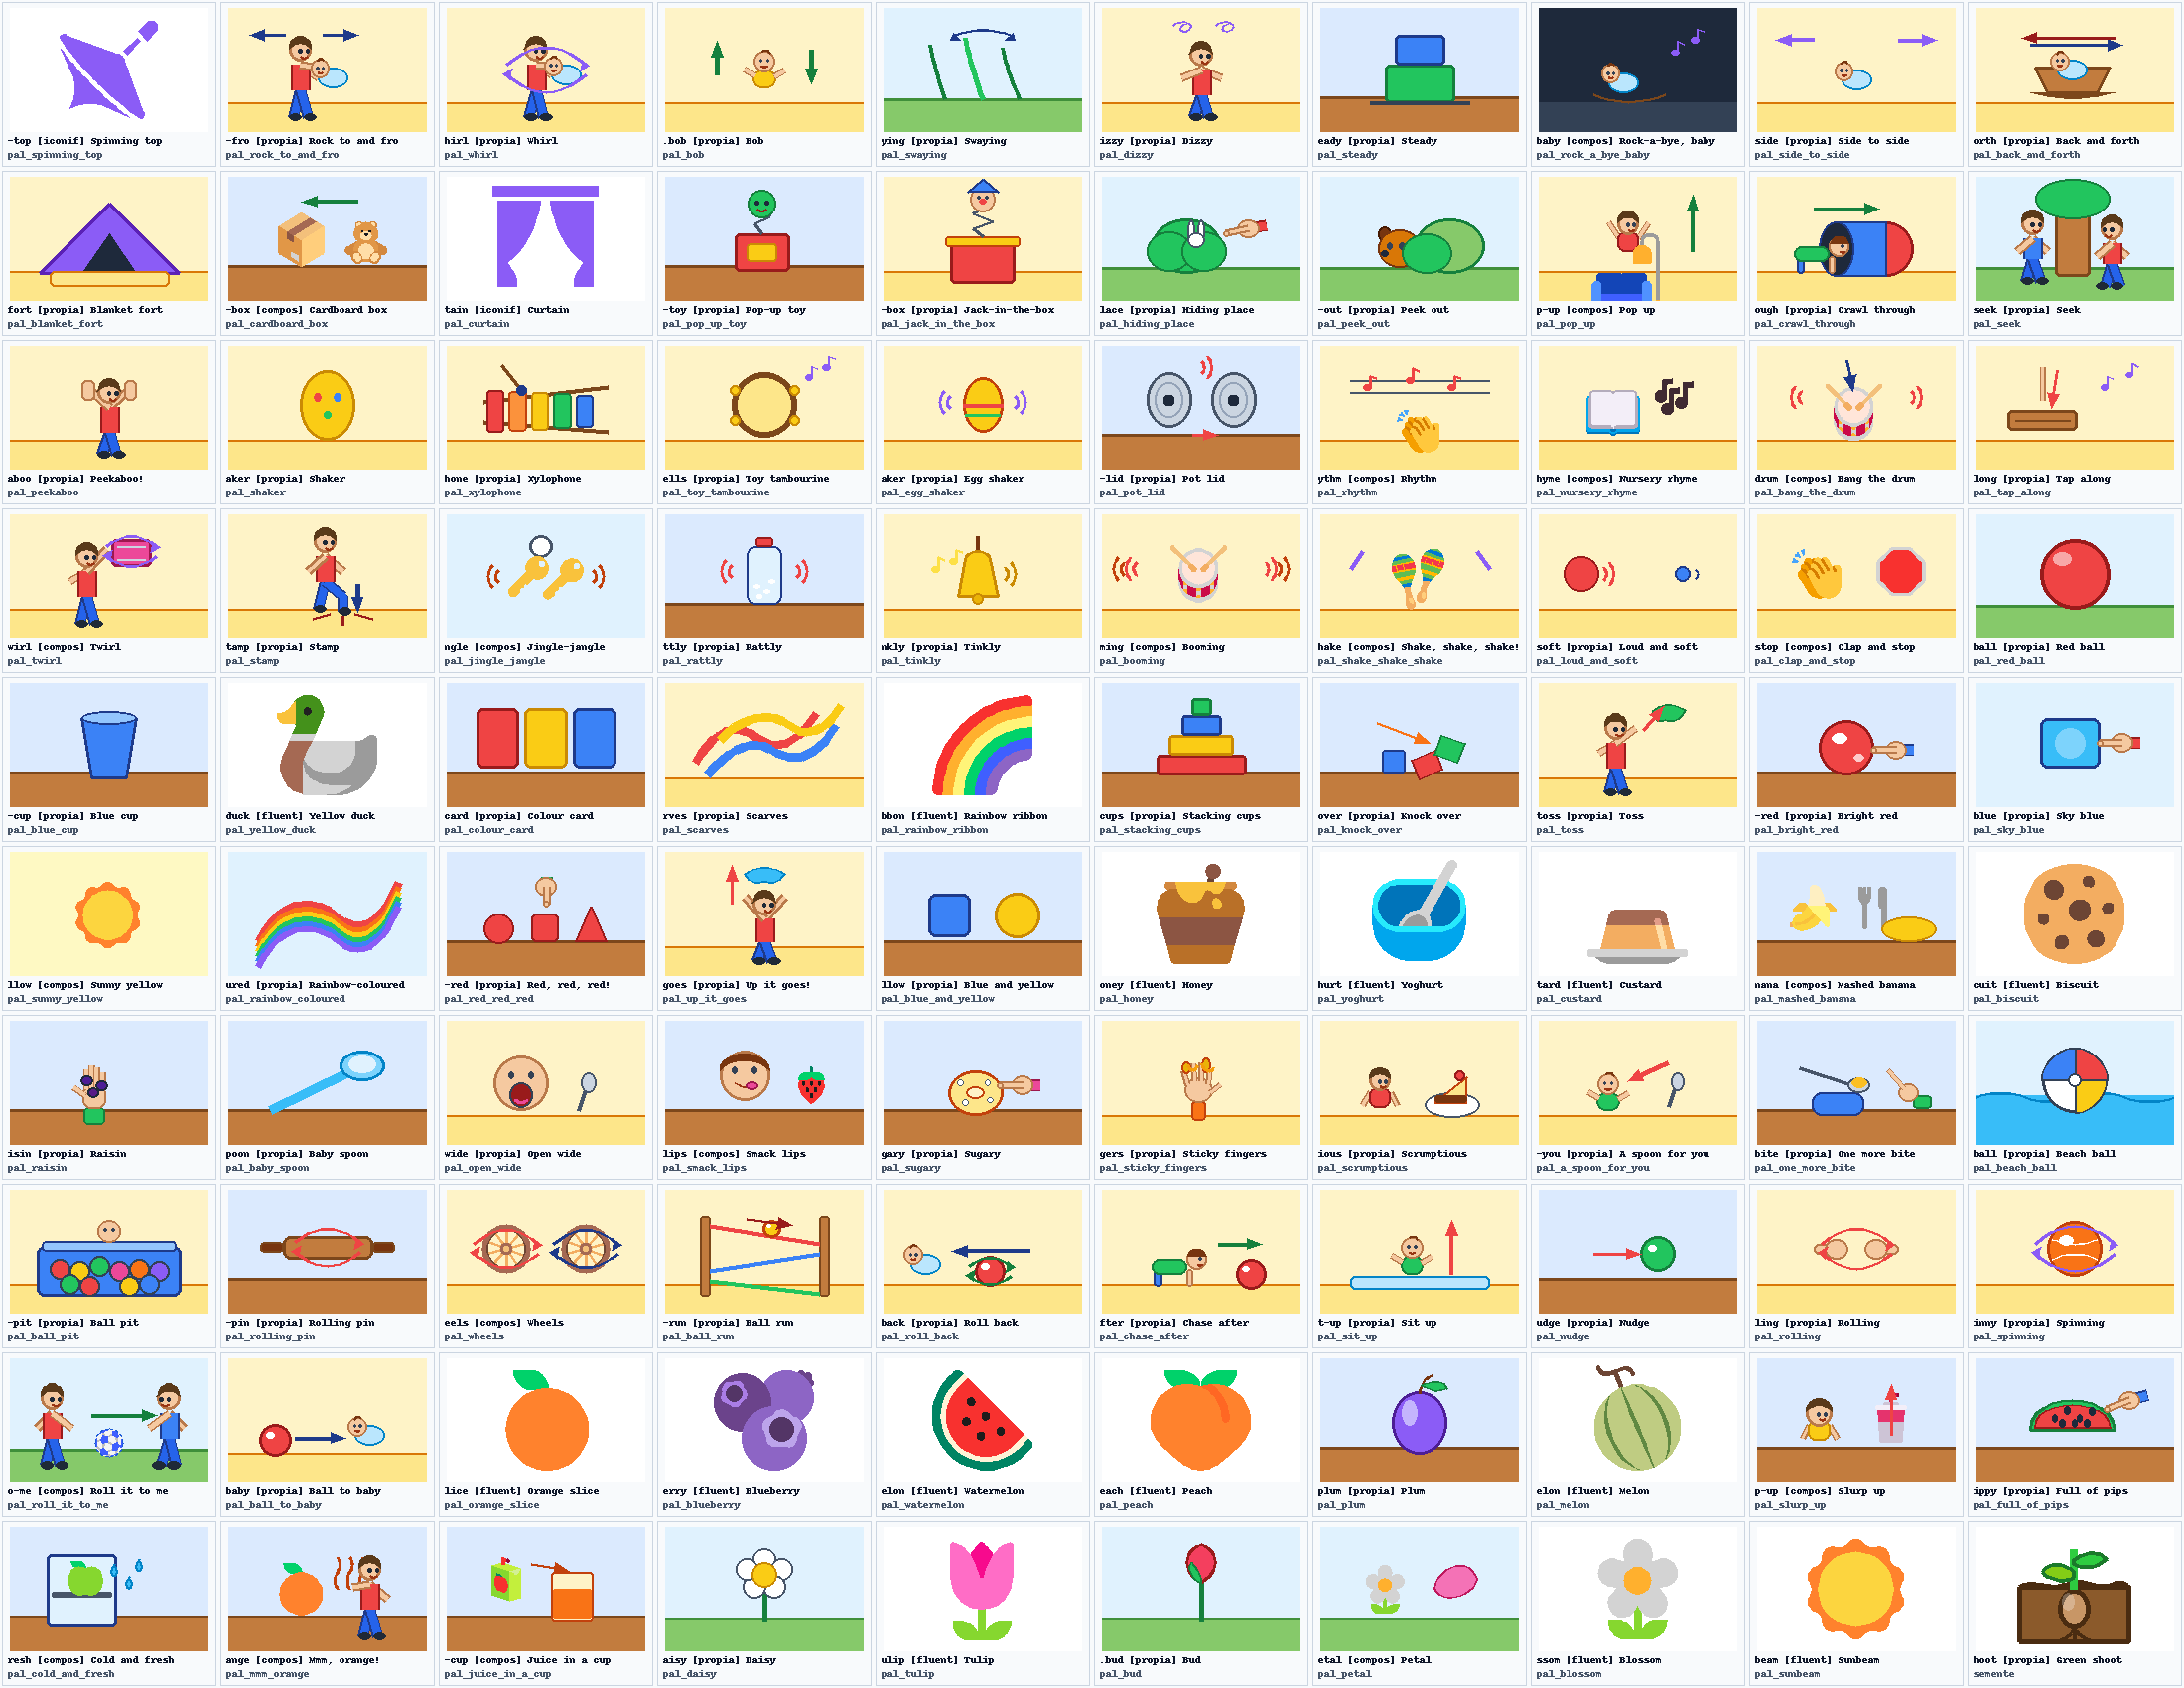 -top [iconif] Spinning top
pal_spinning_top
-fro [propia] Rock to and fro
pal_rock_to_and_fro
hirl [propia] Whirl
pal_whirl
.bob [propia] Bob
pal_bob
ying [propia] Swaying
pal_swaying
izzy [propia] Dizzy
pal_dizzy
eady [propia] Steady
pal_steady
baby [compos] Rock-a-bye, baby
pal_rock_a_bye_baby
side [propia] Side to side
pal_side_to_side
orth [propia] Back and forth
pal_back_and_forth
fort [propia] Blanket fort
pal_blanket_fort
-box [compos] Cardboard box
pal_cardboard_box
tain [iconif] Curtain
pal_curtain
-toy [propia] Pop-up toy
pal_pop_up_toy
-box [propia] Jack-in-the-box
pal_jack_in_the_box
lace [propia] Hiding place
pal_hiding_place
-out [propia] Peek out
pal_peek_out
p-up [compos] Pop up
pal_pop_up
ough [propia] Crawl through
pal_crawl_through
seek [propia] Seek
pal_seek
aboo [propia] Peekaboo!
pal_peekaboo
aker [propia] Shaker
pal_shaker
hone [propia] Xylophone
pal_xylophone
ells [propia] Toy tambourine
pal_toy_tambourine
aker [propia] Egg shaker
pal_egg_shaker
-lid [propia] Pot lid
pal_pot_lid
ythm [compos] Rhythm
pal_rhythm
hyme [compos] Nursery rhyme
pal_nursery_rhyme
drum [compos] Bang the drum
pal_bang_the_drum
long [propia] Tap along
pal_tap_along
wirl [compos] Twirl
pal_twirl
tamp [propia] Stamp
pal_stamp
ngle [compos] Jingle-jangle
pal_jingle_jangle
ttly [propia] Rattly
pal_rattly
nkly [propia] Tinkly
pal_tinkly
ming [compos] Booming
pal_booming
hake [compos] Shake, shake, shake!
pal_shake_shake_shake
soft [propia] Loud and soft
pal_loud_and_soft
stop [compos] Clap and stop
pal_clap_and_stop
ball [propia] Red ball
pal_red_ball
-cup [propia] Blue cup
pal_blue_cup
duck [fluent] Yellow duck
pal_yellow_duck
card [propia] Colour card
pal_colour_card
rves [propia] Scarves
pal_scarves
bbon [fluent] Rainbow ribbon
pal_rainbow_ribbon
cups [propia] Stacking cups
pal_stacking_cups
over [propia] Knock over
pal_knock_over
toss [propia] Toss
pal_toss
-red [propia] Bright red
pal_bright_red
blue [propia] Sky blue
pal_sky_blue
llow [compos] Sunny yellow
pal_sunny_yellow
ured [propia] Rainbow-coloured
pal_rainbow_coloured
-red [propia] Red, red, red!
pal_red_red_red
goes [propia] Up it goes!
pal_up_it_goes
llow [propia] Blue and yellow
pal_blue_and_yellow
oney [fluent] Honey
pal_honey
hurt [fluent] Yoghurt
pal_yoghurt
tard [fluent] Custard
pal_custard
nana [compos] Mashed banana
pal_mashed_banana
cuit [fluent] Biscuit
pal_biscuit
isin [propia] Raisin
pal_raisin
poon [propia] Baby spoon
pal_baby_spoon
wide [propia] Open wide
pal_open_wide
lips [compos] Smack lips
pal_smack_lips
gary [propia] Sugary
pal_sugary
gers [propia] Sticky fingers
pal_sticky_fingers
ious [propia] Scrumptious
pal_scrumptious
-you [propia] A spoon for you
pal_a_spoon_for_you
bite [propia] One more bite
pal_one_more_bite
ball [propia] Beach ball
pal_beach_ball
-pit [propia] Ball pit
pal_ball_pit
-pin [propia] Rolling pin
pal_rolling_pin
eels [compos] Wheels
pal_wheels
-run [propia] Ball run
pal_ball_run
back [propia] Roll back
pal_roll_back
fter [propia] Chase after
pal_chase_after
t-up [propia] Sit up
pal_sit_up
udge [propia] Nudge
pal_nudge
ling [propia] Rolling
pal_rolling
inny [propia] Spinning
pal_spinning
o-me [compos] Roll it to me
pal_roll_it_to_me
baby [propia] Ball to baby
pal_ball_to_baby
lice [fluent] Orange slice
pal_orange_slice
erry [fluent] Blueberry
pal_blueberry
elon [fluent] Watermelon
pal_watermelon
each [fluent] Peach
pal_peach
plum [propia] Plum
pal_plum
elon [fluent] Melon
pal_melon
p-up [compos] Slurp up
pal_slurp_up
ippy [propia] Full of pips
pal_full_of_pips
resh [compos] Cold and fresh
pal_cold_and_fresh
ange [compos] Mmm, orange!
pal_mmm_orange
-cup [compos] Juice in a cup
pal_juice_in_a_cup
aisy [propia] Daisy
pal_daisy
ulip [fluent] Tulip
pal_tulip
.bud [propia] Bud
pal_bud
etal [compos] Petal
pal_petal
ssom [fluent] Blossom
pal_blossom
beam [fluent] Sunbeam
pal_sunbeam
hoot [propia] Green shoot
semente